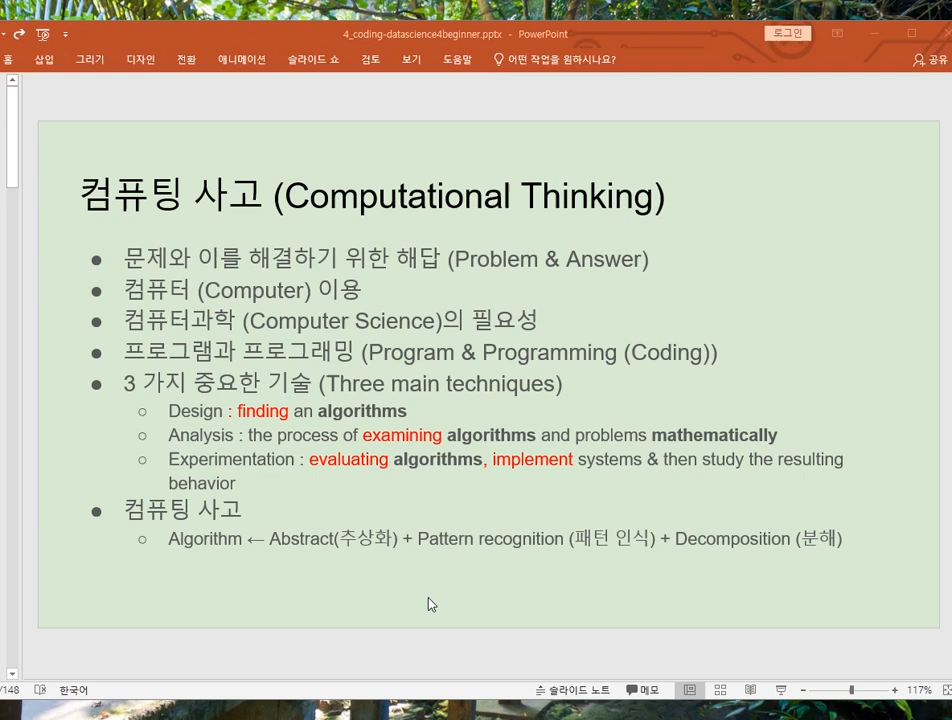 4_coding-datascience4beginner.pptx - PowerPoint
로그인
홈 삽입 그리기 디자인 전환 애니메이션 슬라이드 쇼 검토 보기 도움말 어떤 작업을 원하시나요? 공유
컴퓨팅 사고 (Computational Thinking)
● 문제와 이를 해결하기 위한 해답 (Problem & Answer)
● 컴퓨터 (Computer) 이용
● 컴퓨터과학 (Computer Science)의 필요성
● 프로그램과 프로그래밍 (Program & Programming (Coding))
● 3 가지 중요한 기술 (Three main techniques)
○ Design : finding an algorithms
○ Analysis : the process of examining algorithms and problems mathematically
○ Experimentation : evaluating algorithms, implement systems & then study the resulting
behavior
● 컴퓨팅 사고
○ Algorithm ← Abstract(추상화) + Pattern recognition (패턴 인식) + Decomposition (분해)
/148 한국어 슬라이드 노트 메모 117%